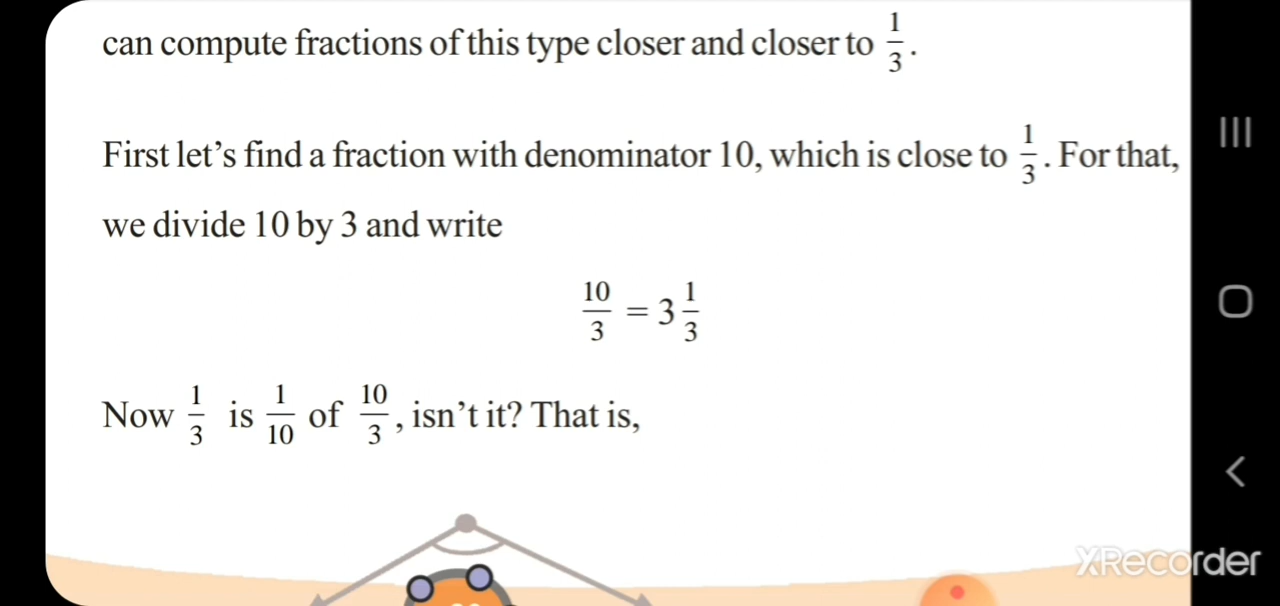 can compute fractions of this type closer and closer to 1/3.
First let’s find a fraction with denominator 10, which is close to 1/3. For that,
we divide 10 by 3 and write
10/3 = 3 1/3
Now 1/3 is 1/10 of 10/3, isn’t it? That is,
XRecorder